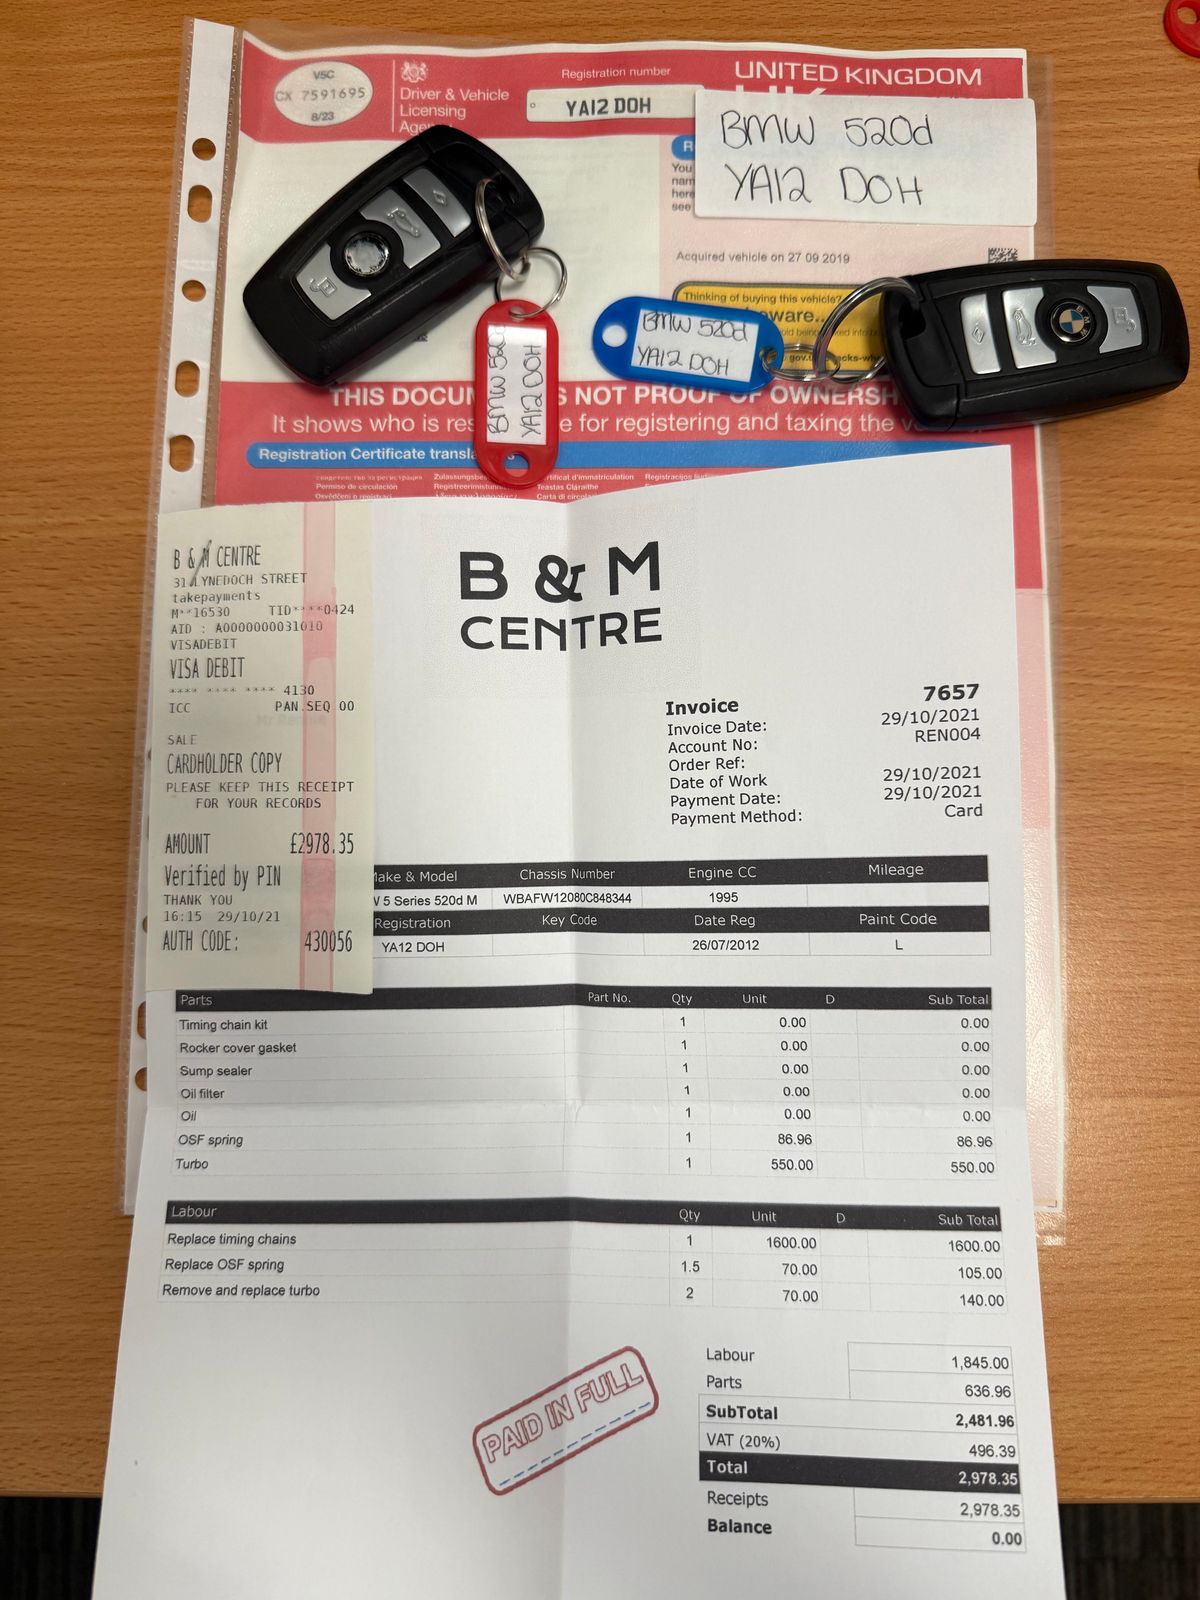 V5C
CX 7591695
8/23
Driver & Vehicle
Licensing
Registration number
YA12 DOH
UNITED KINGDOM
BMW 520d
YA12 DOH
You
here
see
Acquired vehicle on 27 09 2019
Thinking of buying this vehicle?
BMW 520d
YA12 DOH
YA12 DOH
THIS NOT PROOF OF
It shows who is for registering and taxing the
Registration Certificate
Permiso de circulación
Teastas Cláraithe
B & M CENTRE
31 LYNEDOCH STREET
takepayments
M**16530 TID****0424
AID : A0000000031010
VISADEBIT
VISA DEBIT
**** **** **** 4130
ICC PAN.SEQ 00
SALE
CARDHOLDER COPY
PLEASE KEEP THIS RECEIPT
FOR YOUR RECORDS
AMOUNT £2978.35
Verified by PIN
THANK YOU
16:15 29/10/21
AUTH CODE: 430056
B & M
CENTRE
Invoice 7657
Invoice Date: 29/10/2021
Account No: REN004
Order Ref:
Date of Work 29/10/2021
Payment Date: 29/10/2021
Payment Method: Card
Make & Model Chassis Number Engine CC Mileage
5 Series 520d M WBAFW12080C848344 1995
Registration Key Code Date Reg Paint Code
YA12 DOH 26/07/2012 L
Parts Part No. Qty Unit D Sub Total
Timing chain kit 1 0.00 0.00
Rocker cover gasket 1 0.00 0.00
Sump sealer 1 0.00 0.00
Oil filter 1 0.00 0.00
Oil 1 0.00 0.00
OSF spring 1 86.96 86.96
Turbo 1 550.00 550.00
Labour Qty Unit D Sub Total
Replace timing chains 1 1600.00 1600.00
Replace OSF spring 1.5 70.00 105.00
Remove and replace turbo 2 70.00 140.00
PAID IN FULL
Labour 1,845.00
Parts 636.96
SubTotal 2,481.96
VAT (20%) 496.39
Total 2,978.35
Receipts 2,978.35
Balance 0.00